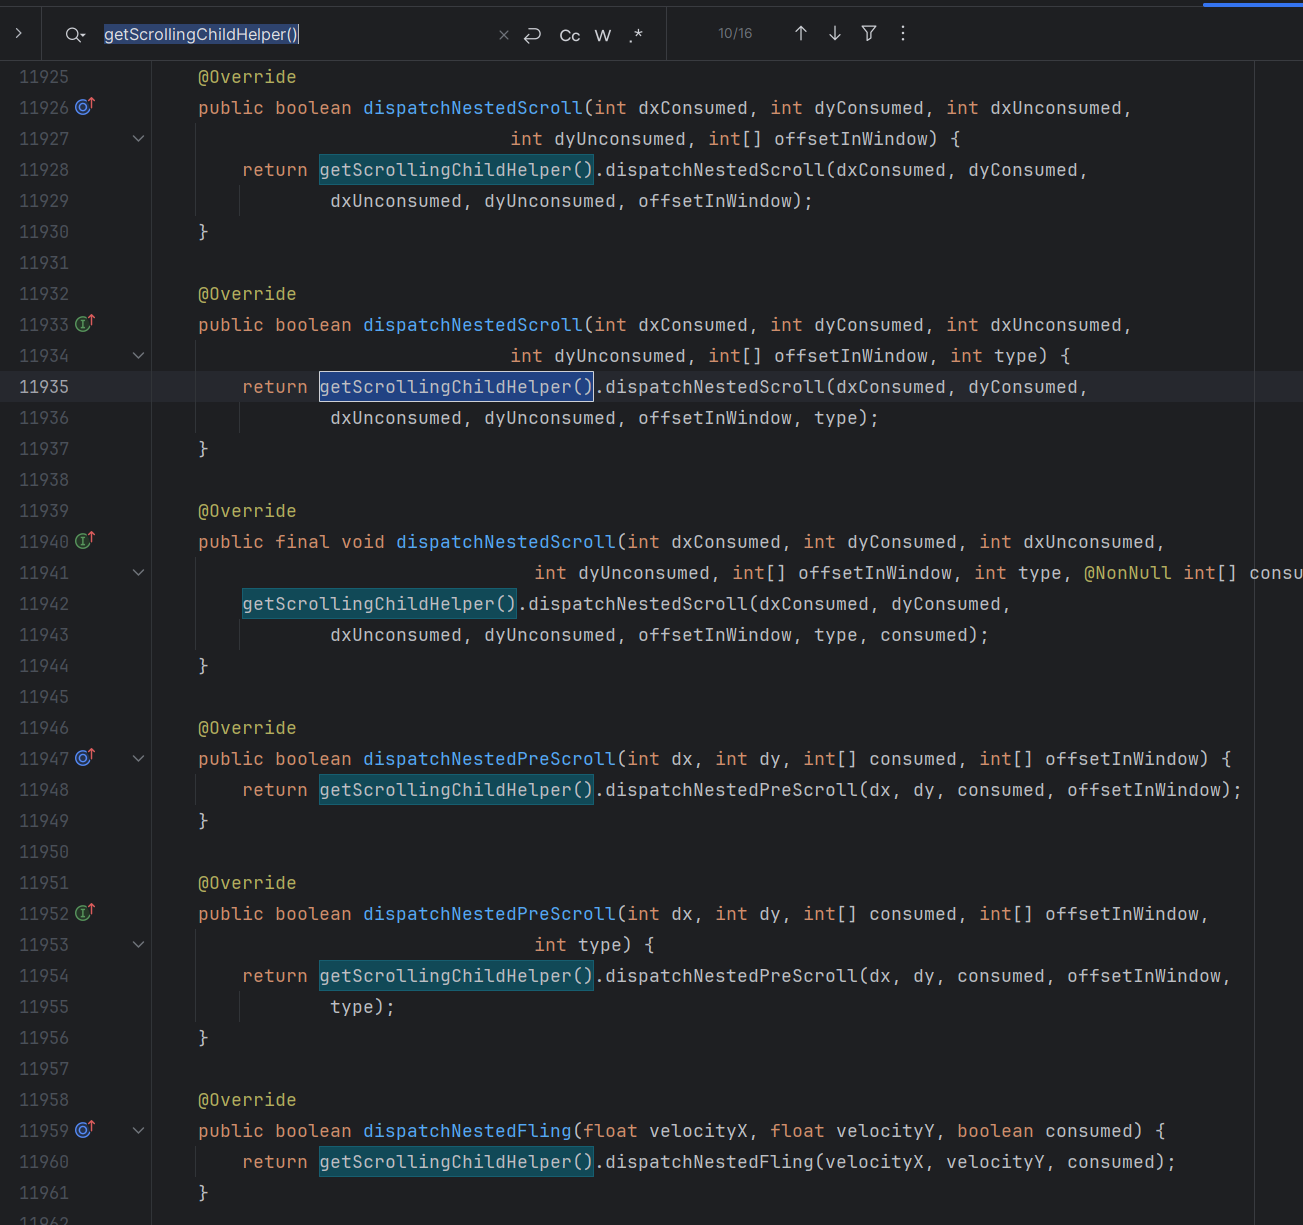 getScrollingChildHelper()
Cc W .* 10/16
11925 @Override
11926 public boolean dispatchNestedScroll(int dxConsumed, int dyConsumed, int dxUnconsumed,
11927 int dyUnconsumed, int[] offsetInWindow) {
11928 return getScrollingChildHelper().dispatchNestedScroll(dxConsumed, dyConsumed,
11929 dxUnconsumed, dyUnconsumed, offsetInWindow);
11930 }
11931
11932 @Override
11933 public boolean dispatchNestedScroll(int dxConsumed, int dyConsumed, int dxUnconsumed,
11934 int dyUnconsumed, int[] offsetInWindow, int type) {
11935 return getScrollingChildHelper().dispatchNestedScroll(dxConsumed, dyConsumed,
11936 dxUnconsumed, dyUnconsumed, offsetInWindow, type);
11937 }
11938
11939 @Override
11940 public final void dispatchNestedScroll(int dxConsumed, int dyConsumed, int dxUnconsumed,
11941 int dyUnconsumed, int[] offsetInWindow, int type, @NonNull int[] consu
11942 getScrollingChildHelper().dispatchNestedScroll(dxConsumed, dyConsumed,
11943 dxUnconsumed, dyUnconsumed, offsetInWindow, type, consumed);
11944 }
11945
11946 @Override
11947 public boolean dispatchNestedPreScroll(int dx, int dy, int[] consumed, int[] offsetInWindow) {
11948 return getScrollingChildHelper().dispatchNestedPreScroll(dx, dy, consumed, offsetInWindow);
11949 }
11950
11951 @Override
11952 public boolean dispatchNestedPreScroll(int dx, int dy, int[] consumed, int[] offsetInWindow,
11953 int type) {
11954 return getScrollingChildHelper().dispatchNestedPreScroll(dx, dy, consumed, offsetInWindow,
11955 type);
11956 }
11957
11958 @Override
11959 public boolean dispatchNestedFling(float velocityX, float velocityY, boolean consumed) {
11960 return getScrollingChildHelper().dispatchNestedFling(velocityX, velocityY, consumed);
11961 }
11962